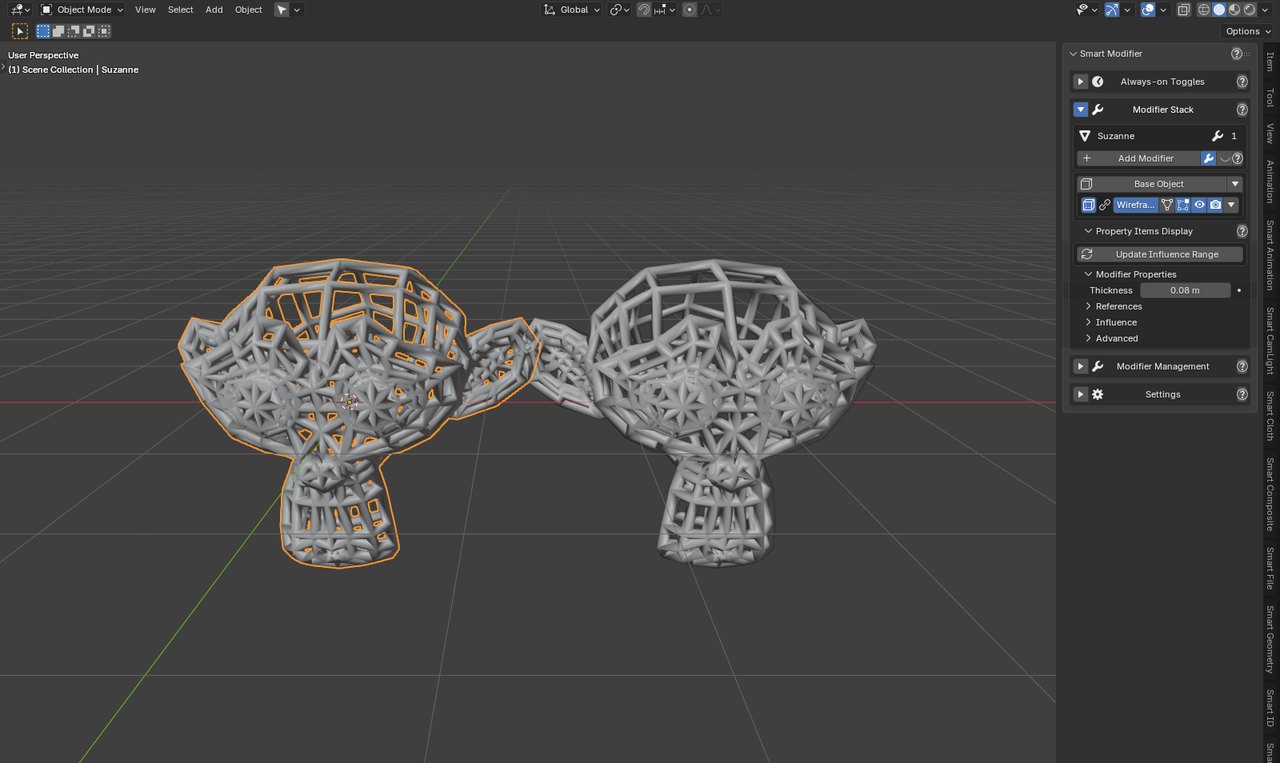 Object Mode View Select Add Object Global
Options
User Perspective
(1) Scene Collection | Suzanne
Smart Modifier
Always-on Toggles
Modifier Stack
Suzanne 1
Add Modifier
Base Object
Wirefra...
Property Items Display
Update Influence Range
Modifier Properties
Thickness 0.08 m
References
Influence
Advanced
Modifier Management
Settings
Item
Tool
View
Animation
Smart Animation
Smart CamLight
Smart Cloth
Smart Composite
Smart File
Smart Geometry
Smart ID